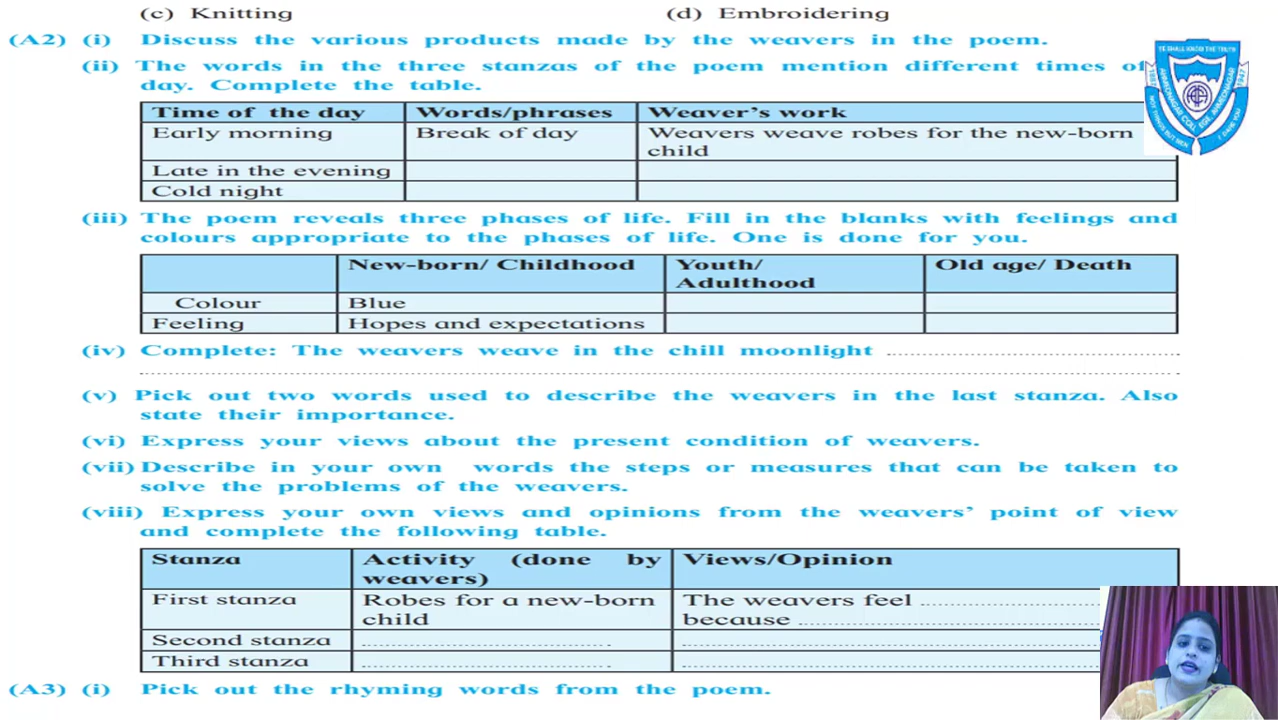 (c) Knitting (d) Embroidering
(A2) (i) Discuss the various products made by the weavers in the poem.
(ii) The words in the three stanzas of the poem mention different times of
day. Complete the table.
Time of the day Words/phrases Weaver's work
Early morning Break of day Weavers weave robes for the new-born
child
Late in the evening
Cold night
(iii) The poem reveals three phases of life. Fill in the blanks with feelings and
colours appropriate to the phases of life. One is done for you.
New-born/ Childhood Youth/ Old age/ Death
Adulthood
Colour Blue
Feeling Hopes and expectations
(iv) Complete: The weavers weave in the chill moonlight ..............................
..............................
(v) Pick out two words used to describe the weavers in the last stanza. Also
state their importance.
(vi) Express your views about the present condition of weavers.
(vii) Describe in your own words the steps or measures that can be taken to
solve the problems of the weavers.
(viii) Express your own views and opinions from the weavers' point of view
and complete the following table.
Stanza Activity (done by Views/Opinion
weavers)
First stanza Robes for a new-born The weavers feel ..............................
child because ..............................
Second stanza .............................. ..............................
Third stanza .............................. ..............................
(A3) (i) Pick out the rhyming words from the poem.
YE SHALL KNOW THE TRUTH
1947